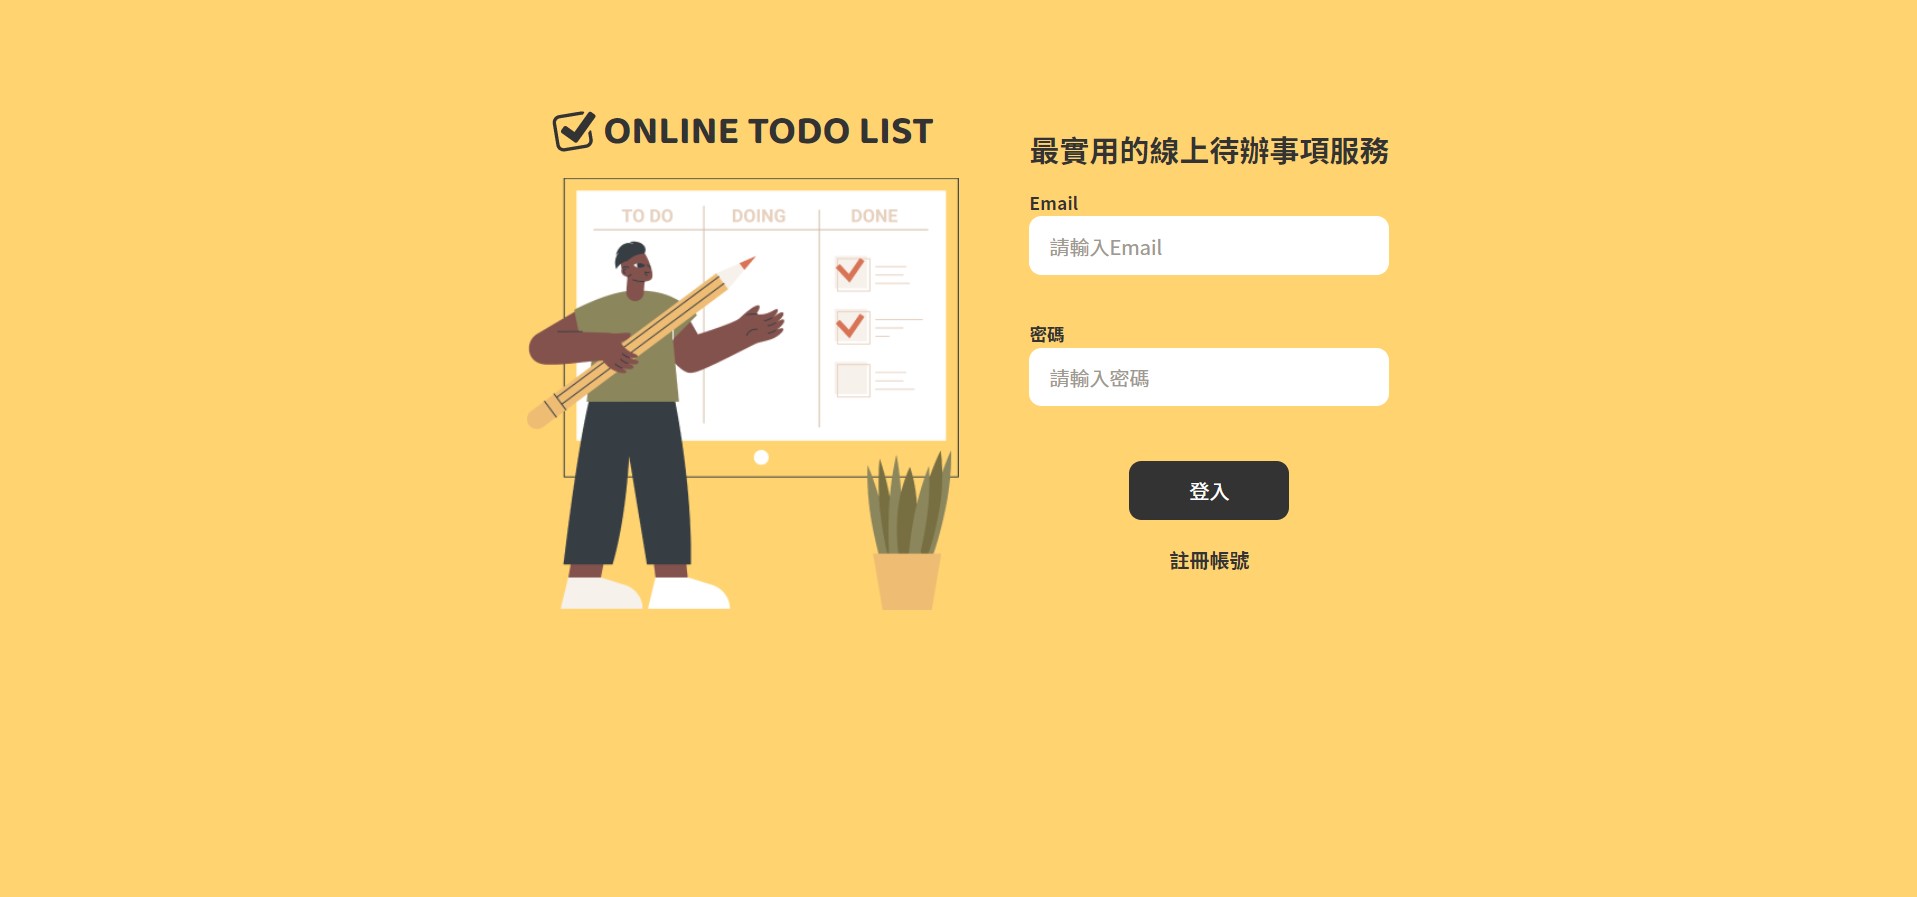 ONLINE TODO LIST
TO DO
DOING
DONE
最實用的線上待辦事項服務
Email
請輸入Email
密碼
請輸入密碼
登入
註冊帳號